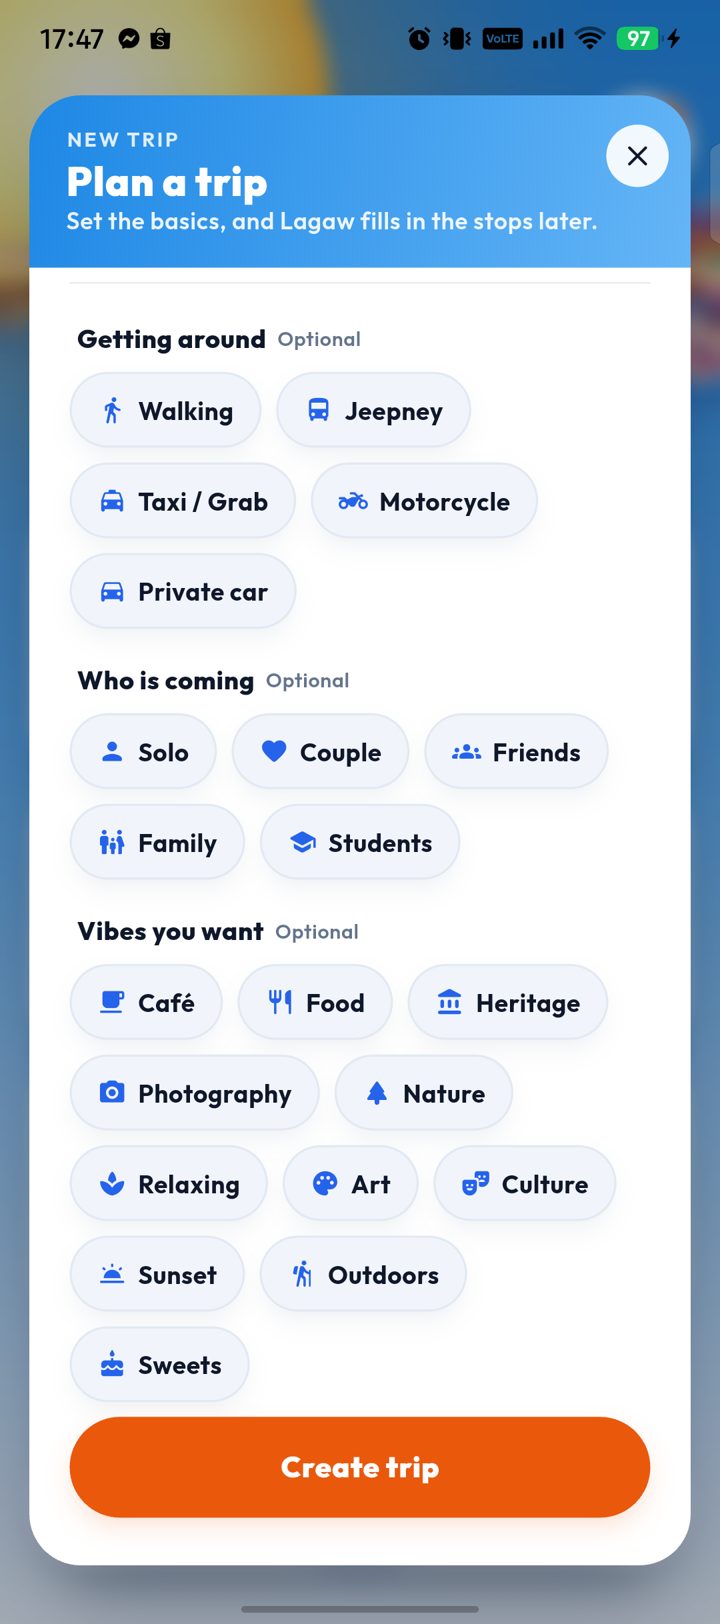 17:47
VoLTE
97
NEW TRIP
Plan a trip
Set the basics, and Lagaw fills in the stops later.
Getting around Optional
Walking Jeepney
Taxi / Grab Motorcycle
Private car
Who is coming Optional
Solo Couple Friends
Family Students
Vibes you want Optional
Café Food Heritage
Photography Nature
Relaxing Art Culture
Sunset Outdoors
Sweets
Create trip